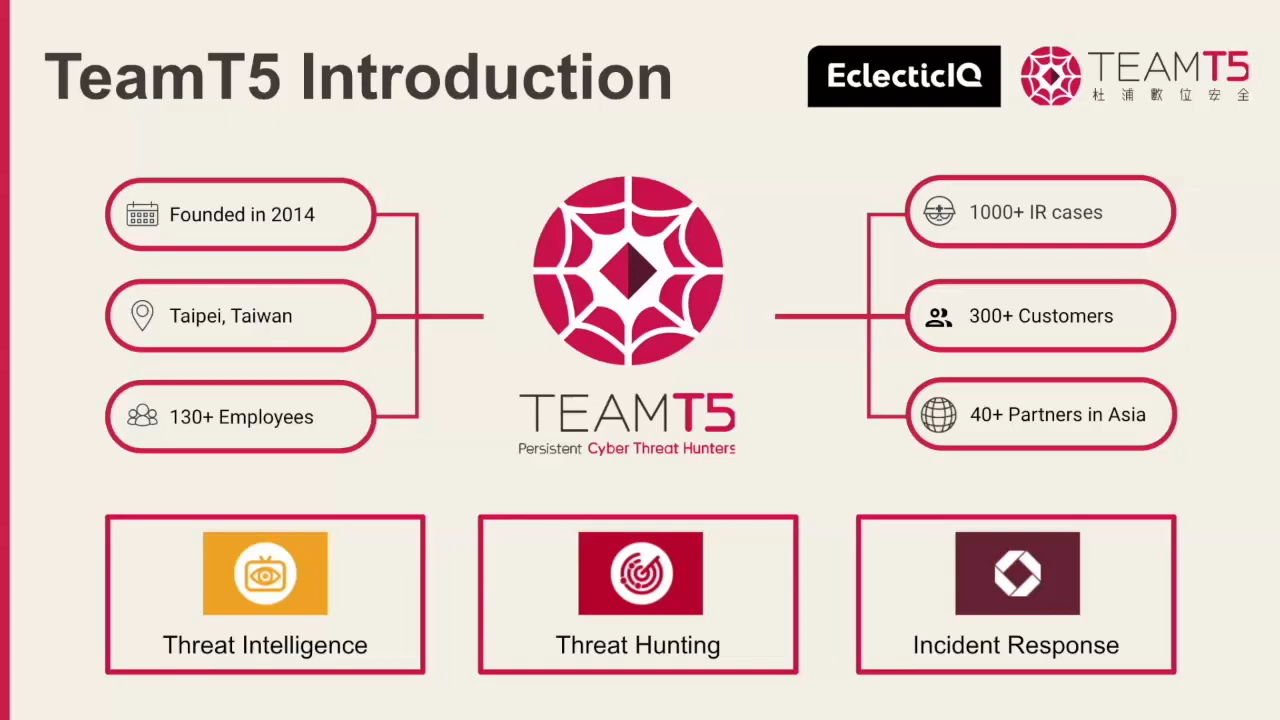 TeamT5 Introduction
EclecticIQ
TEAMT5
杜浦數位安全
Founded in 2014
Taipei, Taiwan
130+ Employees
TEAMT5
Persistent Cyber Threat Hunters
1000+ IR cases
300+ Customers
40+ Partners in Asia
Threat Intelligence
Threat Hunting
Incident Response